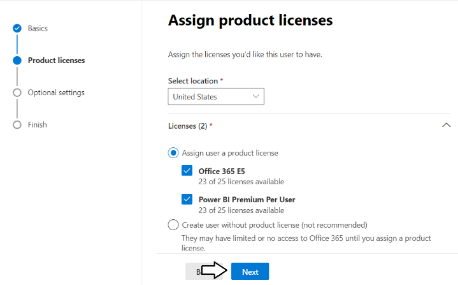 Assign product licenses
Basics
Product licenses
Optional settings
Finish
Assign the licenses you'd like this user to have.
Select location *
United States
Licenses (2) *
Assign user a product license
Office 365 E5
23 of 25 licenses available
Power BI Premium Per User
23 of 25 licenses available
Create user without product license (not recommended)
They may have limited or no access to Office 365 until you assign a product
license.
Next